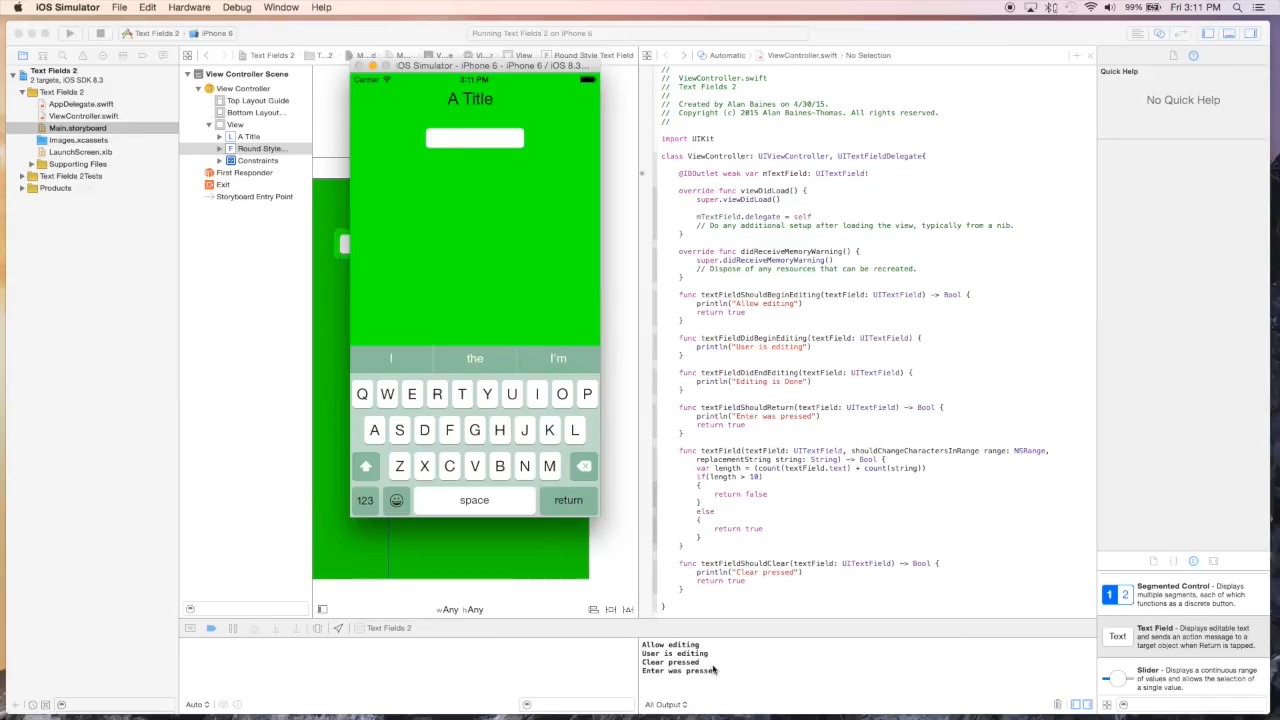 iOS Simulator File Edit Hardware Debug Window Help
99% Fri 3:11 PM
Text Fields 2 iPhone 6
Running Text Fields 2 on iPhone 6
Text Fields 2 T...2 M... M... V...e Vi...r View Round Style Text Field
Automatic ViewController.swift No Selection
Text Fields 2
2 targets, iOS SDK 8.3
Text Fields 2
AppDelegate.swift
ViewController.swift
Main.storyboard
Images.xcassets
LaunchScreen.xib
Supporting Files
Text Fields 2Tests
Products
View Controller Scene
View Controller
Top Layout Guide
Bottom Layout...
View
L A Title
F Round Style...
Constraints
First Responder
Exit
Storyboard Entry Point
iOS Simulator - iPhone 6 - iPhone 6 / iOS 8.3...
Carrier 3:11 PM
A Title
I the I'm
Q W E R T Y U I O P
A S D F G H J K L
Z X C V B N M
123 space return
wAny hAny
//
// ViewController.swift
// Text Fields 2
//
// Created by Alan Baines on 4/30/15.
// Copyright (c) 2015 Alan Baines-Thomas. All rights reserved.
//
import UIKit
class ViewController: UIViewController, UITextFieldDelegate{
@IBOutlet weak var mTextField: UITextField!
override func viewDidLoad() {
super.viewDidLoad()
mTextField.delegate = self
// Do any additional setup after loading the view, typically from a nib.
}
override func didReceiveMemoryWarning() {
super.didReceiveMemoryWarning()
// Dispose of any resources that can be recreated.
}
func textFieldShouldBeginEditing(textField: UITextField) -> Bool {
println("Allow editing")
return true
}
func textFieldDidBeginEditing(textField: UITextField) {
println("User is editing")
}
func textFieldDidEndEditing(textField: UITextField) {
println("Editing is Done")
}
func textFieldShouldReturn(textField: UITextField) -> Bool {
println("Enter was pressed")
return true
}
func textField(textField: UITextField, shouldChangeCharactersInRange range: NSRange,
replacementString string: String) -> Bool {
var length = (count(textField.text) + count(string))
if(length > 10)
{
return false
}
else
{
return true
}
}
func textFieldShouldClear(textField: UITextField) -> Bool {
println("Clear pressed")
return true
}
}
Quick Help
No Quick Help
1 2 Segmented Control - Displays
multiple segments, each of which
functions as a discrete button.
Text Text Field - Displays editable text
and sends an action message to a
target object when Return is tapped.
Slider - Displays a continuous range
of values and allows the selection of
a single value.
Text Fields 2
Allow editing
User is editing
Clear pressed
Enter was pressed
Auto
All Output